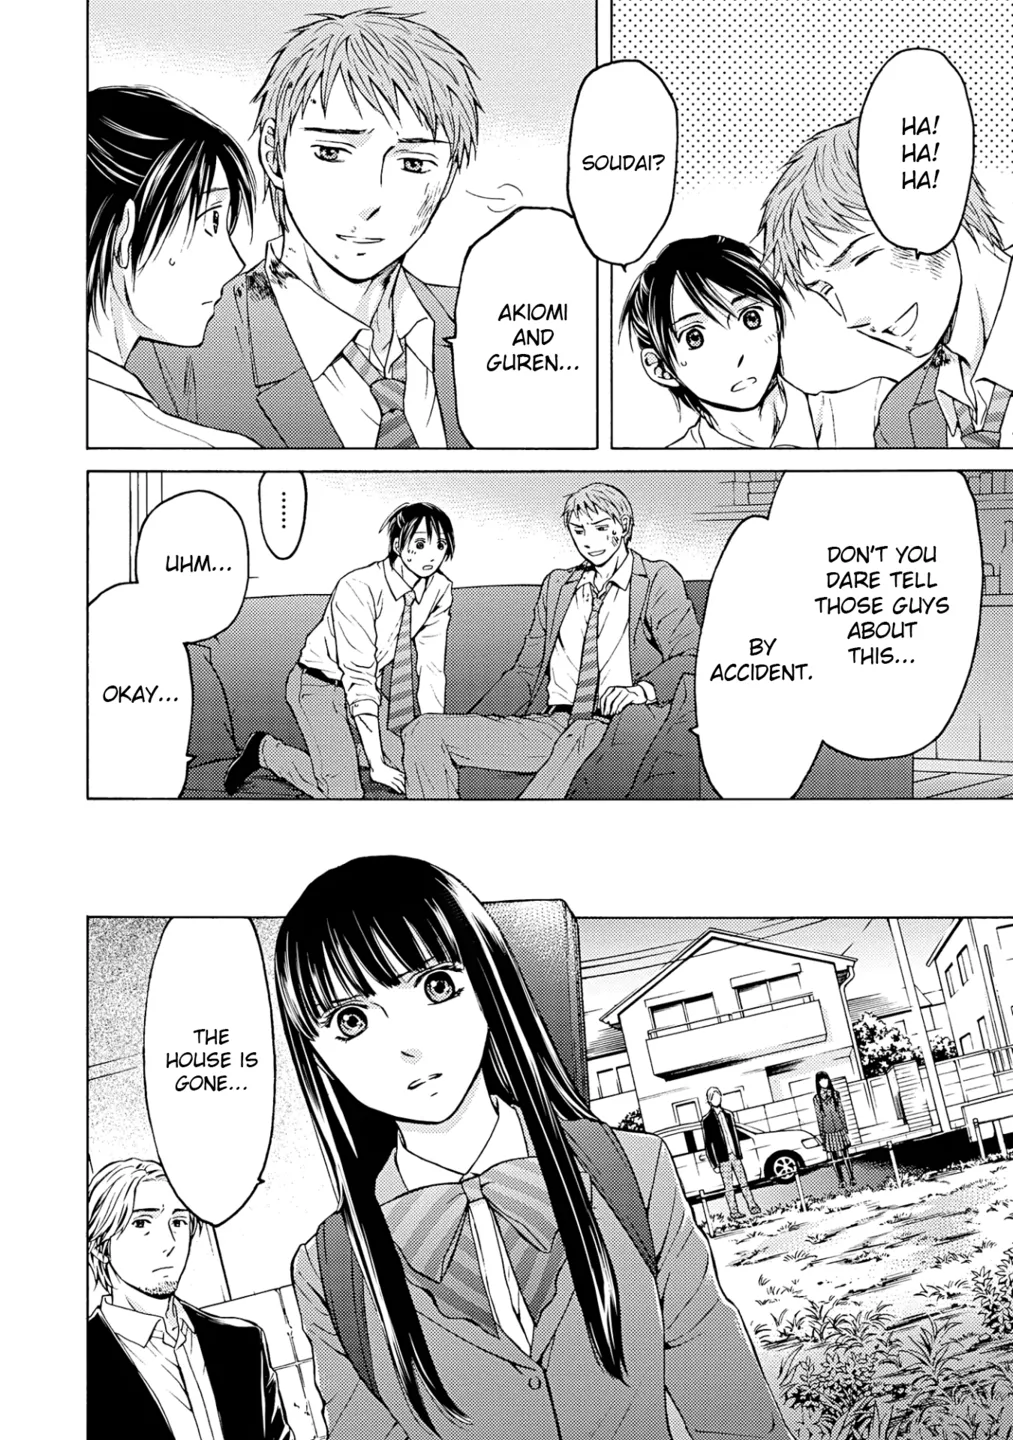 HA!
HA!
HA!
SOUDAI?
AKIOMI
AND
GUREN...
DON'T YOU
DARE TELL
THOSE GUYS
ABOUT
THIS...
BY
ACCIDENT.
......
UHM...
OKAY...
THE
HOUSE IS
GONE...